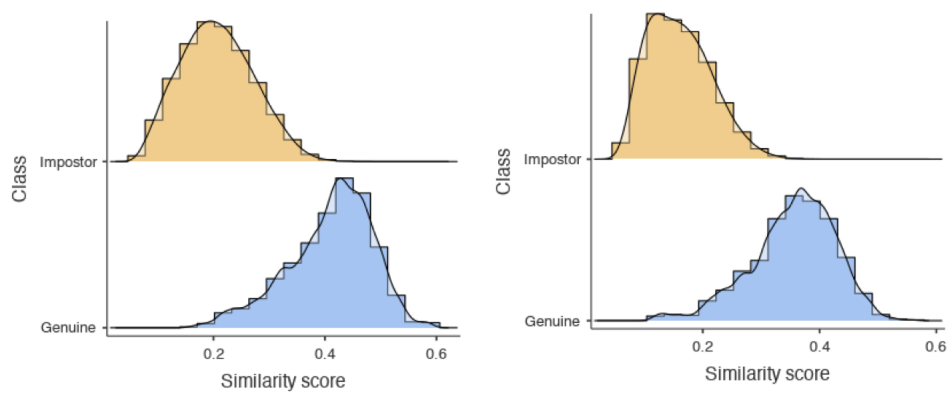 Class
Impostor
Genuine
0.2 0.4 0.6
Similarity score
Class
Impostor
Genuine
0.2 0.4 0.6
Similarity score